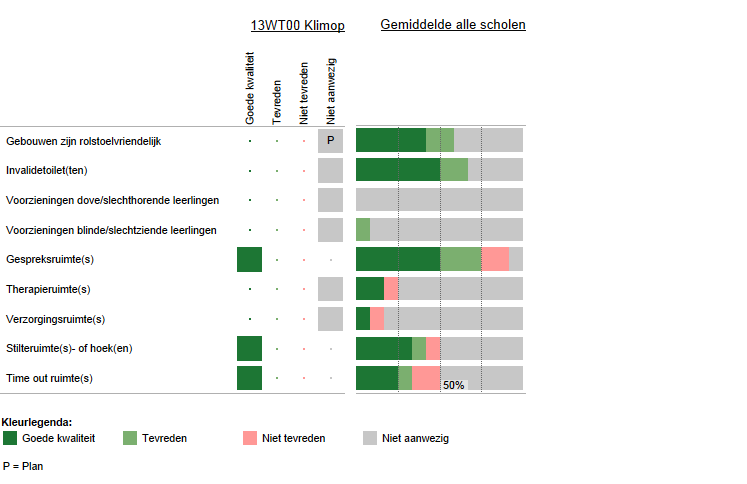 13WT00 Klimop
Gemiddelde alle scholen
Goede kwaliteit
Tevreden
Niet tevreden
Niet aanwezig
Gebouwen zijn rolstoelvriendelijk P
Invalidetoilet(ten)
Voorzieningen dove/slechthorende leerlingen
Voorzieningen blinde/slechtziende leerlingen
Gespreksruimte(s)
Therapieruimte(s)
Verzorgingsruimte(s)
Stilteruimte(s)- of hoek(en)
Time out ruimte(s)
50%
Kleurlegenda:
Goede kwaliteit Tevreden Niet tevreden Niet aanwezig
P = Plan